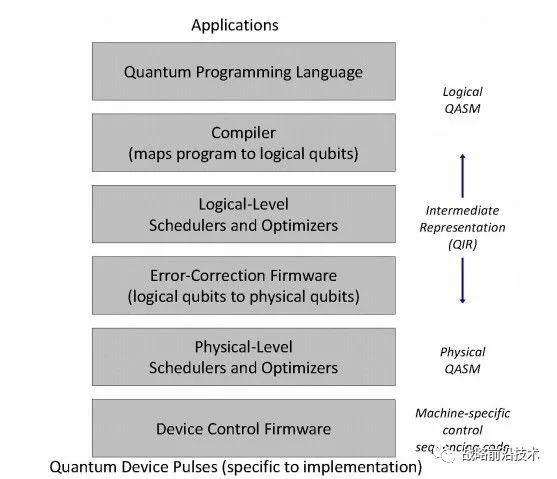 Applications
Quantum Programming Language
Compiler
(maps program to logical qubits)
Logical-Level
Schedulers and Optimizers
Error-Correction Firmware
(logical qubits to physical qubits)
Physical-Level
Schedulers and Optimizers
Device Control Firmware
Quantum Device Pulses (specific to implementation)
Logical
QASM
Intermediate
Representation
(QIR)
Physical
QASM
Machine-specific
control
sequencing code
战略前沿技术